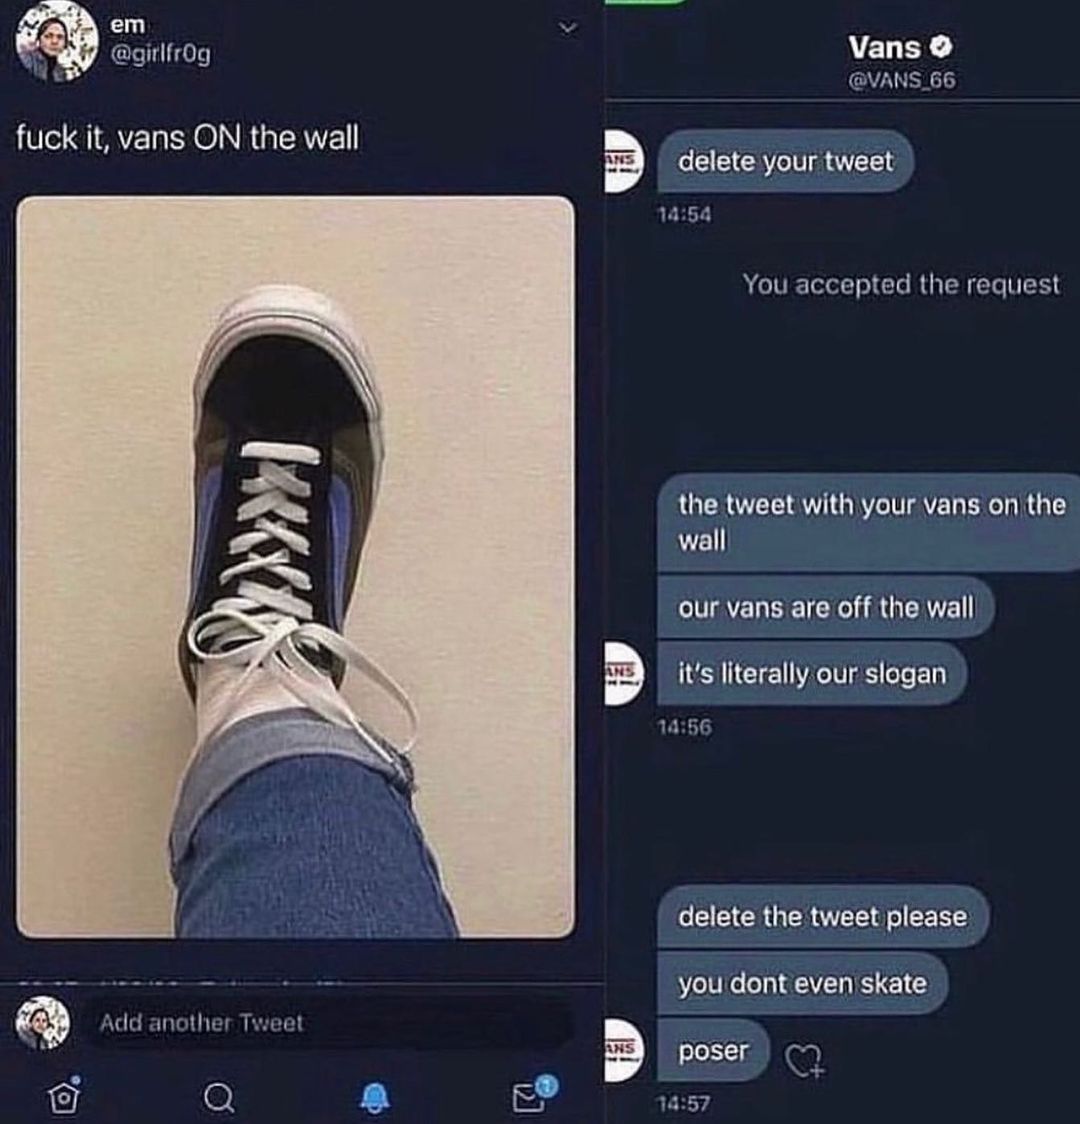 em
@girlfr0g
fuck it, vans ON the wall
Add another Tweet
1
Vans
@VANS_66
delete your tweet
14:54
You accepted the request
the tweet with your vans on the
wall
our vans are off the wall
it's literally our slogan
14:56
delete the tweet please
you dont even skate
poser
14:57